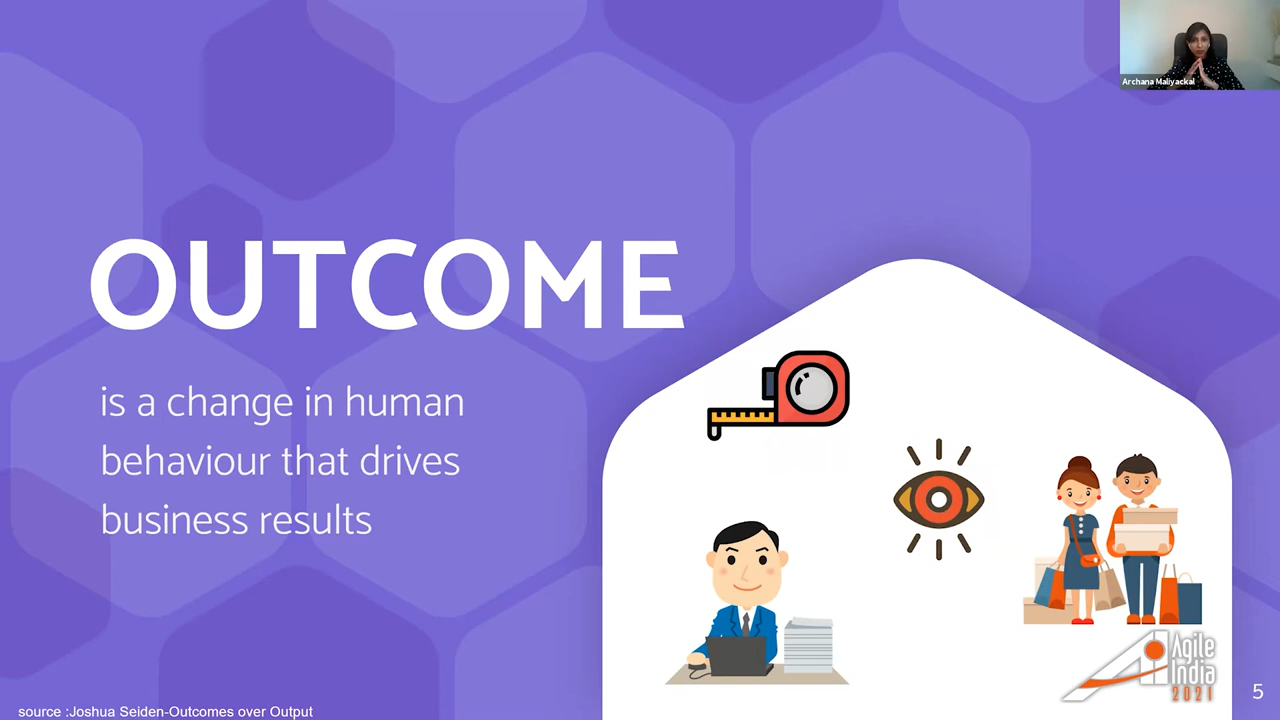 Archana Maliyackal
OUTCOME
is a change in human
behaviour that drives
business results
Agile
India
2021
5
source :Joshua Seiden-Outcomes over Output